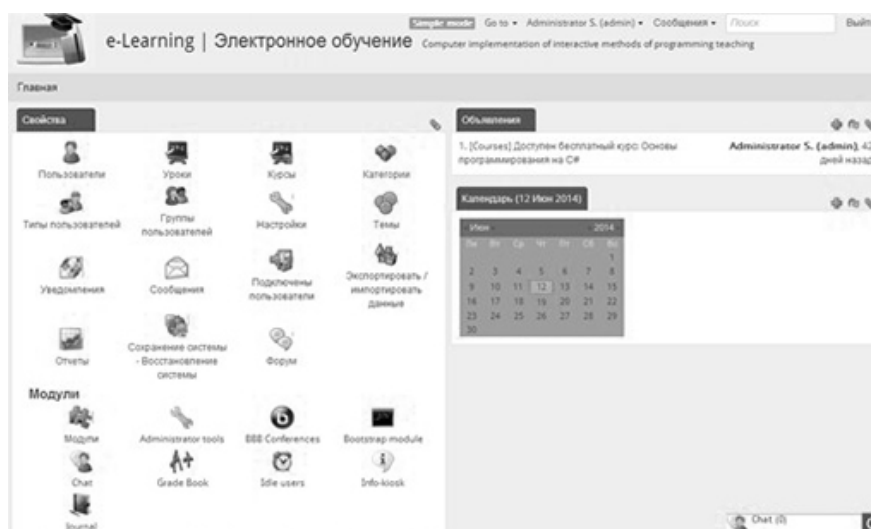 Simple mode Go to Administrator S. (admin) Сообщения Поиск Выйт
e-Learning | Электронное обучение Computer implementation of interactive methods of programming teaching
Главная
Свойства
Пользователи Уроки Курсы Категории
Типы пользователей Группы пользователей Настройки Темы
Уведомления Сообщения Подключены пользователи Экспортировать / импортировать данные
Отчеты Сохранение системы - Восстановление системы Форум
Модули
Модули Administrator tools BBB Conferences Bootstrap module
Chat Grade Book Idle users Info-kiosk
Journal
Объявления
1. [Courses] Доступен бесплатный курс: Основы Administrator S. (admin), 42
программирования на C# дней назад
Календарь (12 Июн 2014)
Июн 2014
Пн Вт Ср Чт Пт Сб Вс
1
2 3 4 5 6 7 8
9 10 11 12 13 14 15
16 17 18 19 20 21 22
23 24 25 26 27 28 29
30
Chat (0)